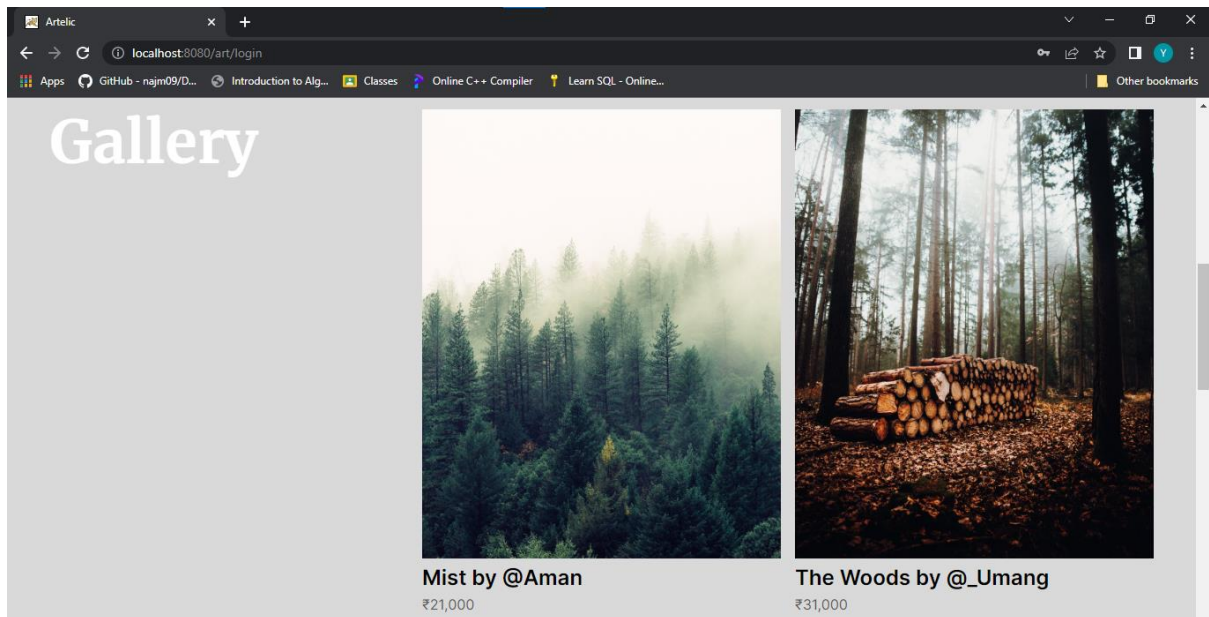 Artelic
localhost:8080/art/login
Apps GitHub - najm09/D... Introduction to Alg... Classes Online C++ Compiler Learn SQL - Online... Other bookmarks
Y
Gallery
Mist by @Aman
₹21,000
The Woods by @_Umang
₹31,000